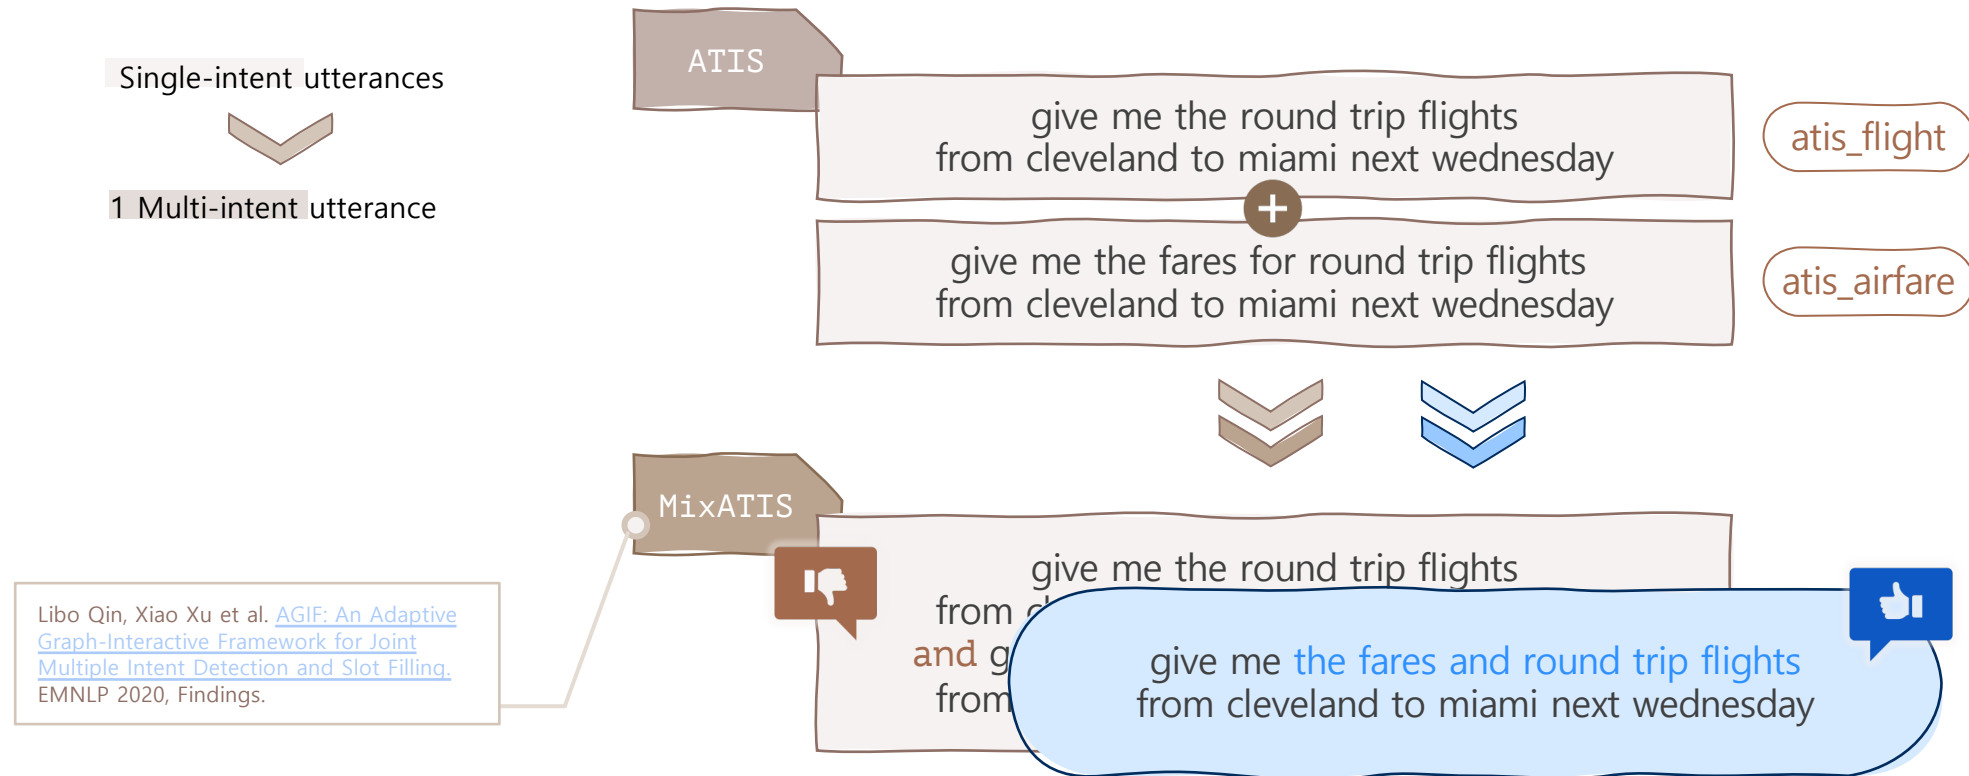 Single-intent utterances
1 Multi-intent utterance
ATIS
give me the round trip flights
from cleveland to miami next wednesday
atis_flight
+
give me the fares for round trip flights
from cleveland to miami next wednesday
atis_airfare
MixATIS
give me the round trip flights
from
and
from
give me the fares and round trip flights
from cleveland to miami next wednesday
Libo Qin, Xiao Xu et al. AGIF: An Adaptive
Graph-Interactive Framework for Joint
Multiple Intent Detection and Slot Filling.
EMNLP 2020, Findings.